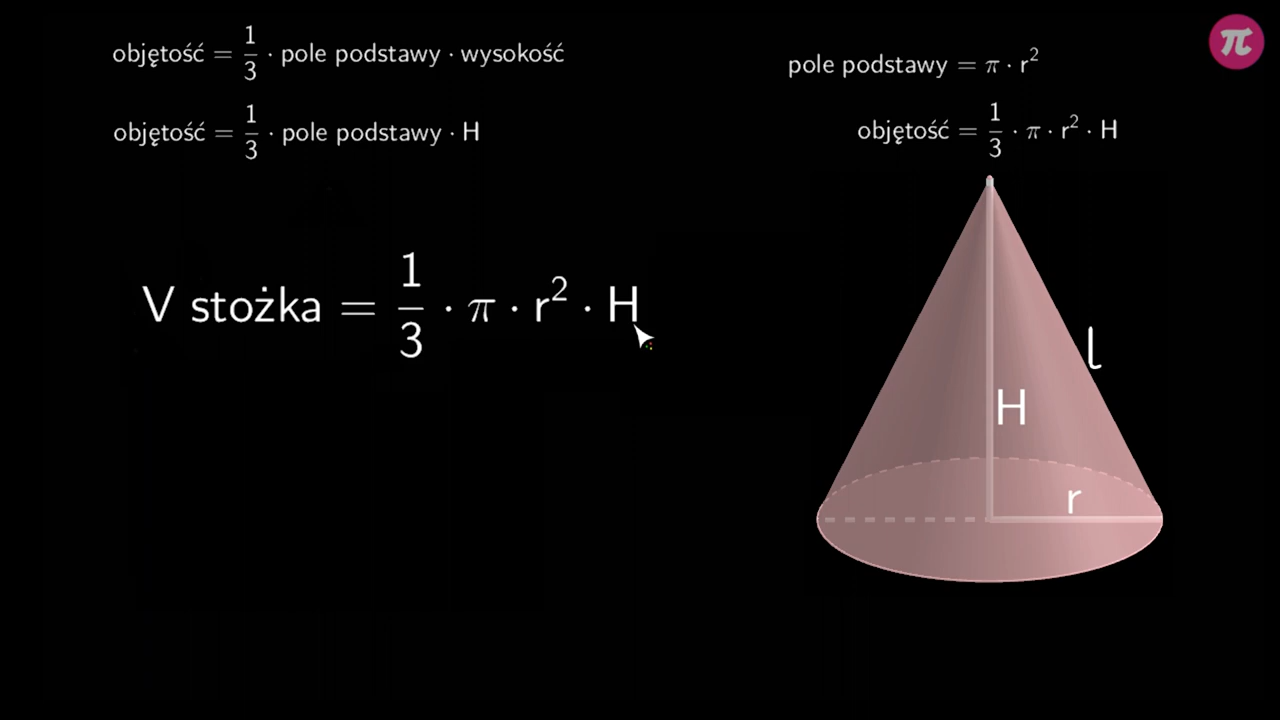 objętość = 1/3 · pole podstawy · wysokość
objętość = 1/3 · pole podstawy · H
V stożka = 1/3 · π · r² · H
π
pole podstawy = π · r²
objętość = 1/3 · π · r² · H
l
H
r